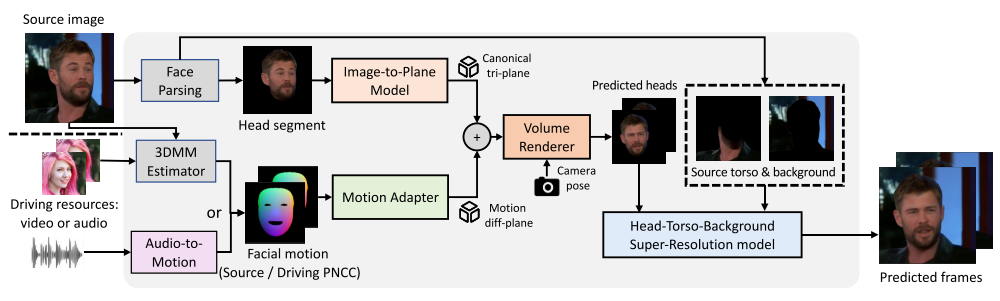 Source image
Face
Parsing
Head segment
Image-to-Plane
Model
Canonical
tri-plane
Predicted heads
Volume
Renderer
Camera
pose
Source torso & background
3DMM
Estimator
Driving resources:
video or audio
or
Audio-to-
Motion
Facial motion
(Source / Driving PNCC)
Motion Adapter
+
Motion
diff-plane
Head-Torso-Background
Super-Resolution model
Predicted frames